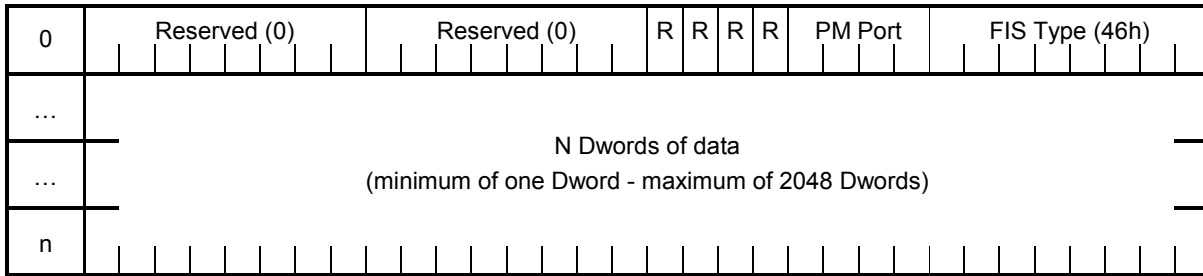 0 Reserved (0) Reserved (0) R R R R PM Port FIS Type (46h)
…
N Dwords of data
… (minimum of one Dword - maximum of 2048 Dwords)
n